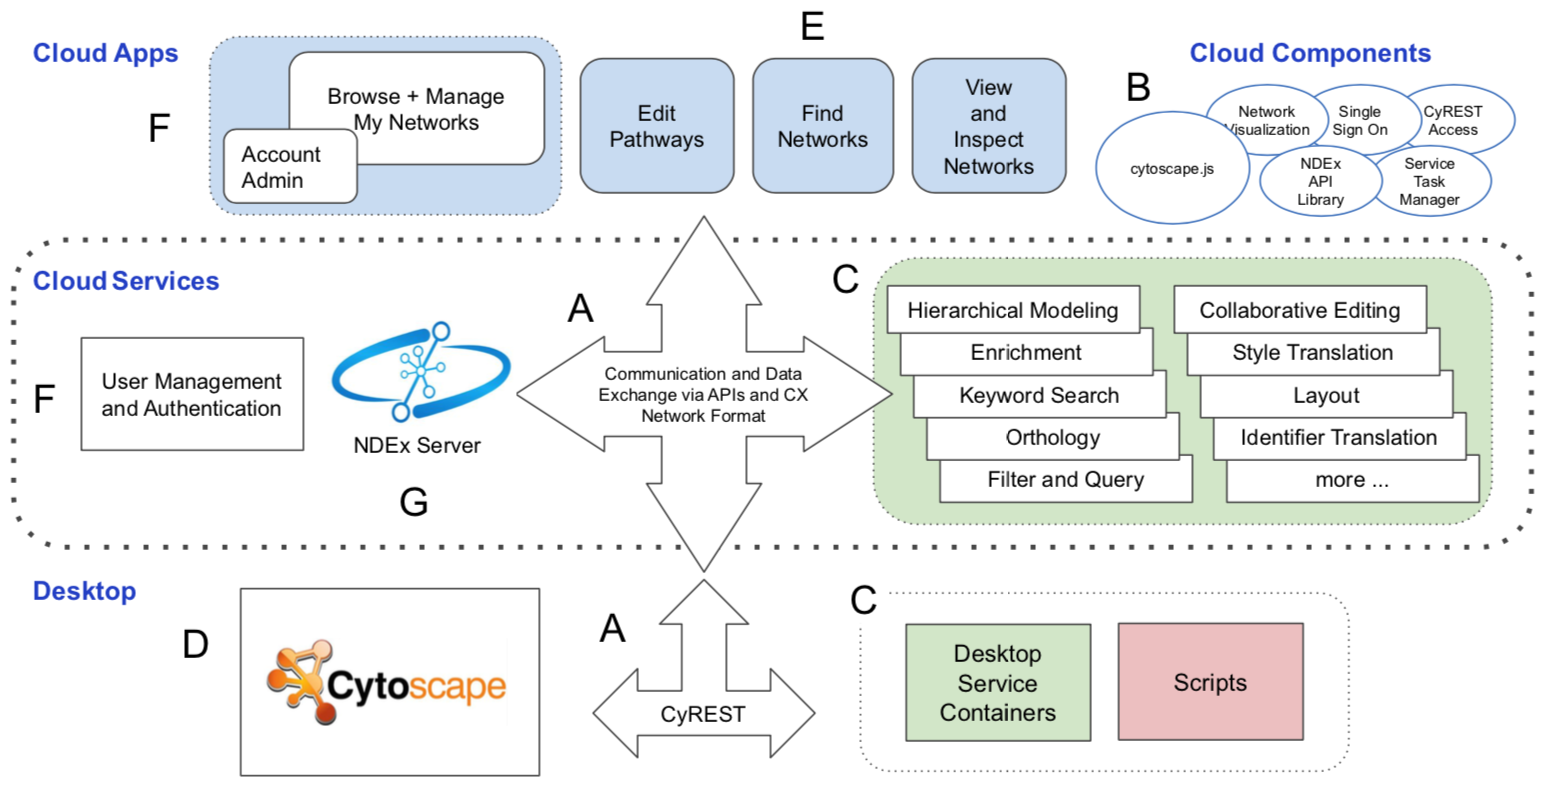 E
Cloud Apps
Cloud Components
F
Browse + Manage
My Networks
Account
Admin
Edit
Pathways
Find
Networks
View
and
Inspect
Networks
B
cytoscape.js
Network
Visualization
Single
Sign On
CyREST
Access
NDEx
API
Library
Service
Task
Manager
Cloud Services
F
User Management
and Authentication
NDEx Server
G
A
Communication and Data
Exchange via APIs and CX
Network Format
C
Hierarchical Modeling
Enrichment
Keyword Search
Orthology
Filter and Query
Collaborative Editing
Style Translation
Layout
Identifier Translation
more ...
Desktop
D
Cytoscape
A
CyREST
C
Desktop
Service
Containers
Scripts